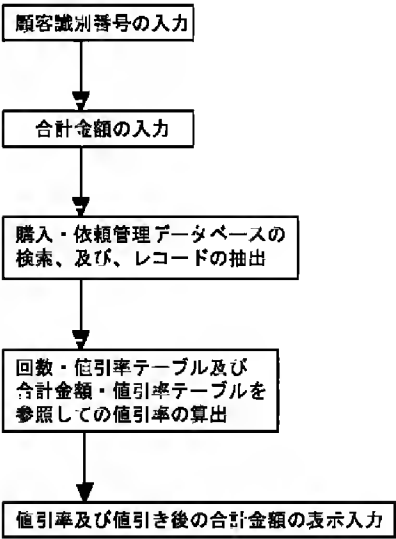 顧客識別番号の入力
合計金額の入力
購入・依頼管理データベースの
検索、及び、レコードの抽出
回数・値引率テーブル及び
合計金額・値引率テーブルを
参照しての値引率の算出
値引率及び値引き後の合計金額の表示入力